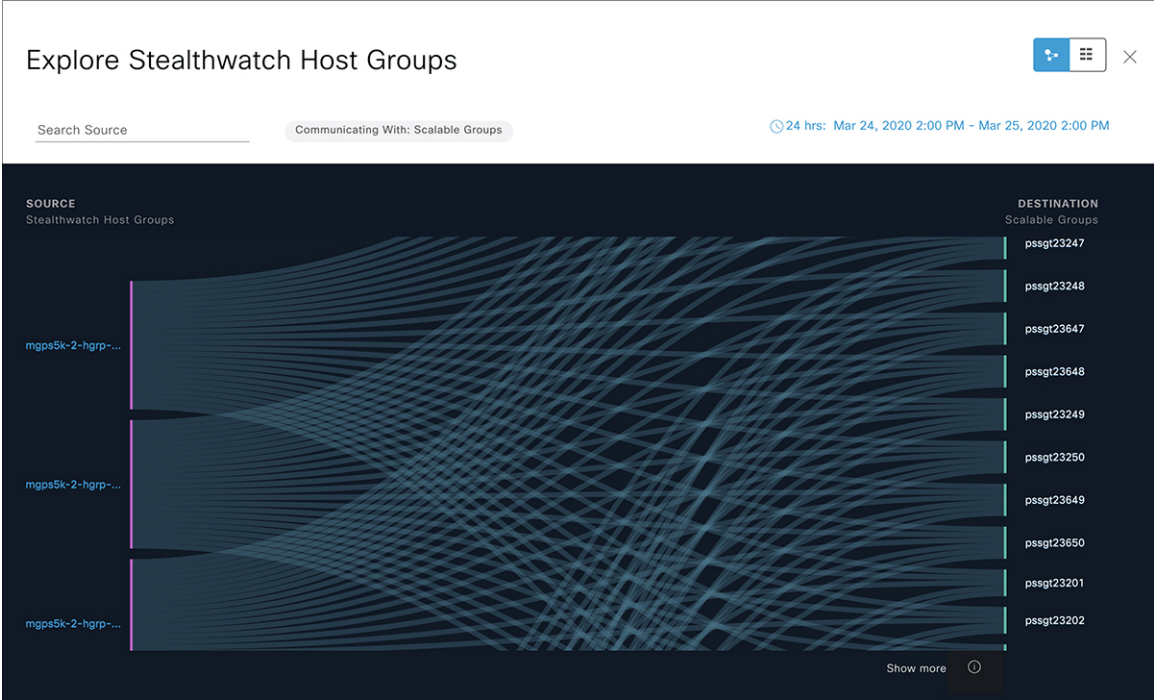 Explore Stealthwatch Host Groups
Search Source
Communicating With: Scalable Groups
24 hrs: Mar 24, 2020 2:00 PM - Mar 25, 2020 2:00 PM
SOURCE
Stealthwatch Host Groups
DESTINATION
Scalable Groups
mgps5k-2-hgrp-...
mgps5k-2-hgrp-...
mgps5k-2-hgrp-...
pssgt23247
pssgt23248
pssgt23647
pssgt23648
pssgt23249
pssgt23250
pssgt23649
pssgt23650
pssgt23201
pssgt23202
Show more